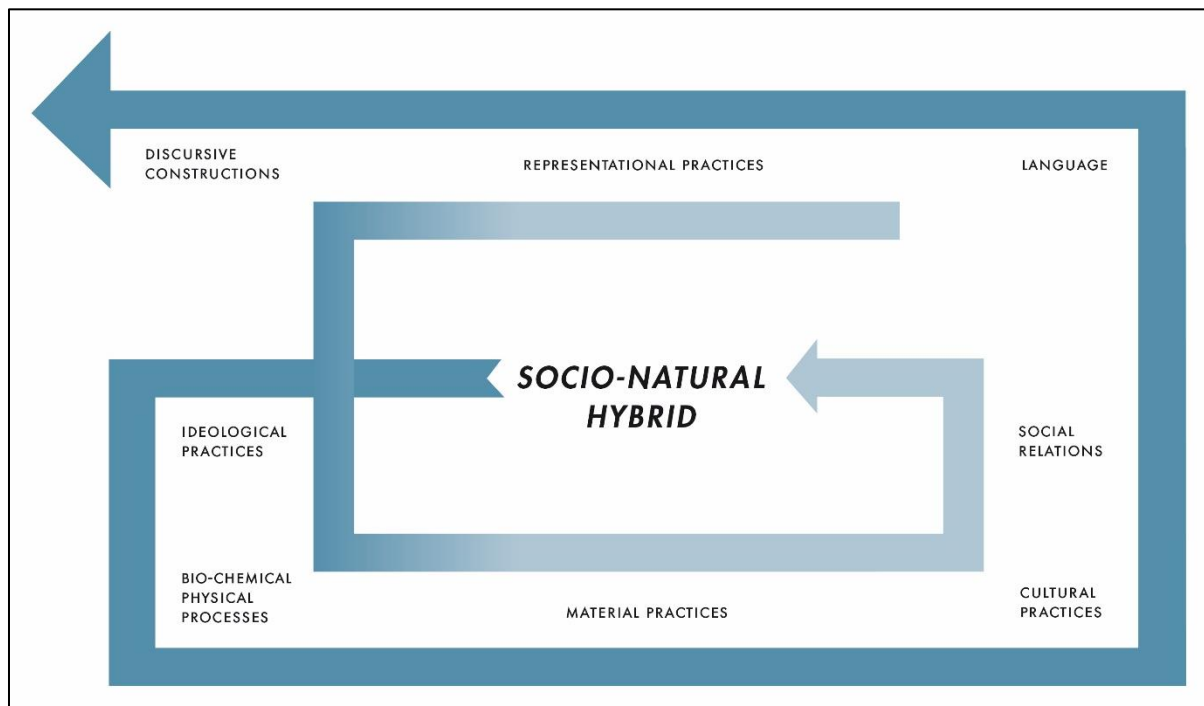 DISCURSIVE
CONSTRUCTIONS
REPRESENTATIONAL PRACTICES
LANGUAGE
SOCIO-NATURAL
HYBRID
IDEOLOGICAL
PRACTICES
SOCIAL
RELATIONS
BIO-CHEMICAL
PHYSICAL
PROCESSES
MATERIAL PRACTICES
CULTURAL
PRACTICES